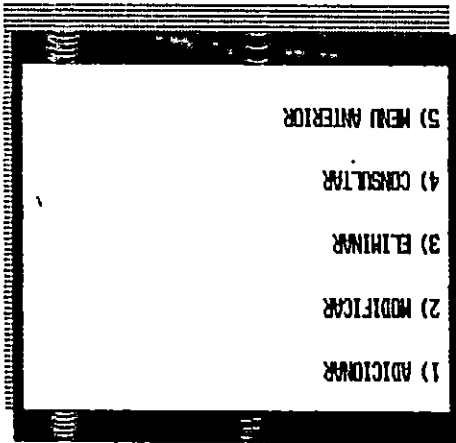 1) ADICIONAR
2) MODIFICAR
3) ELIMINAR
4) CONSULTAR
5) MENU ANTERIOR